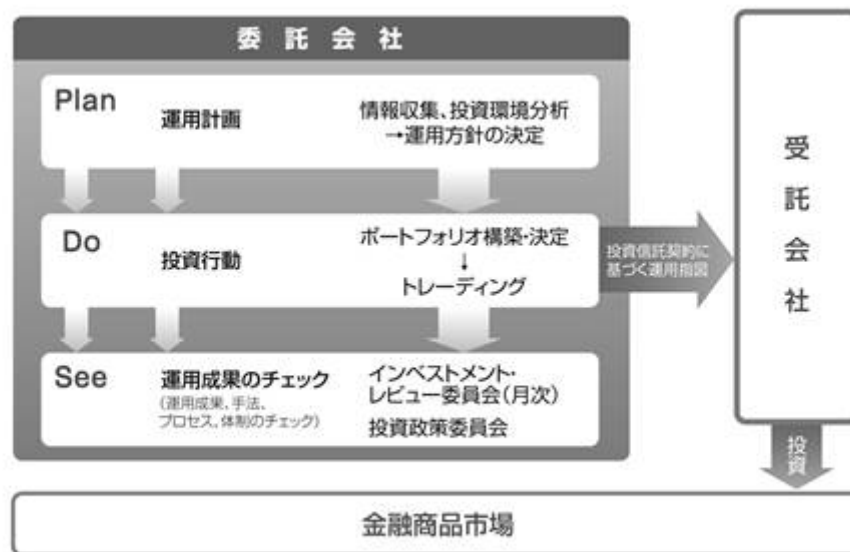 委託会社
Plan
運用計画
情報収集、投資環境分析
→運用方針の決定
Do
投資行動
ポートフォリオ構築・決定
↓
トレーディング
投資信託契約に
基づく運用指図
See
運用成果のチェック
(運用成果、手法、
プロセス、体制のチェック)
インベストメント・
レビュー委員会(月次)
投資政策委員会
受託会社
投資
金融商品市場